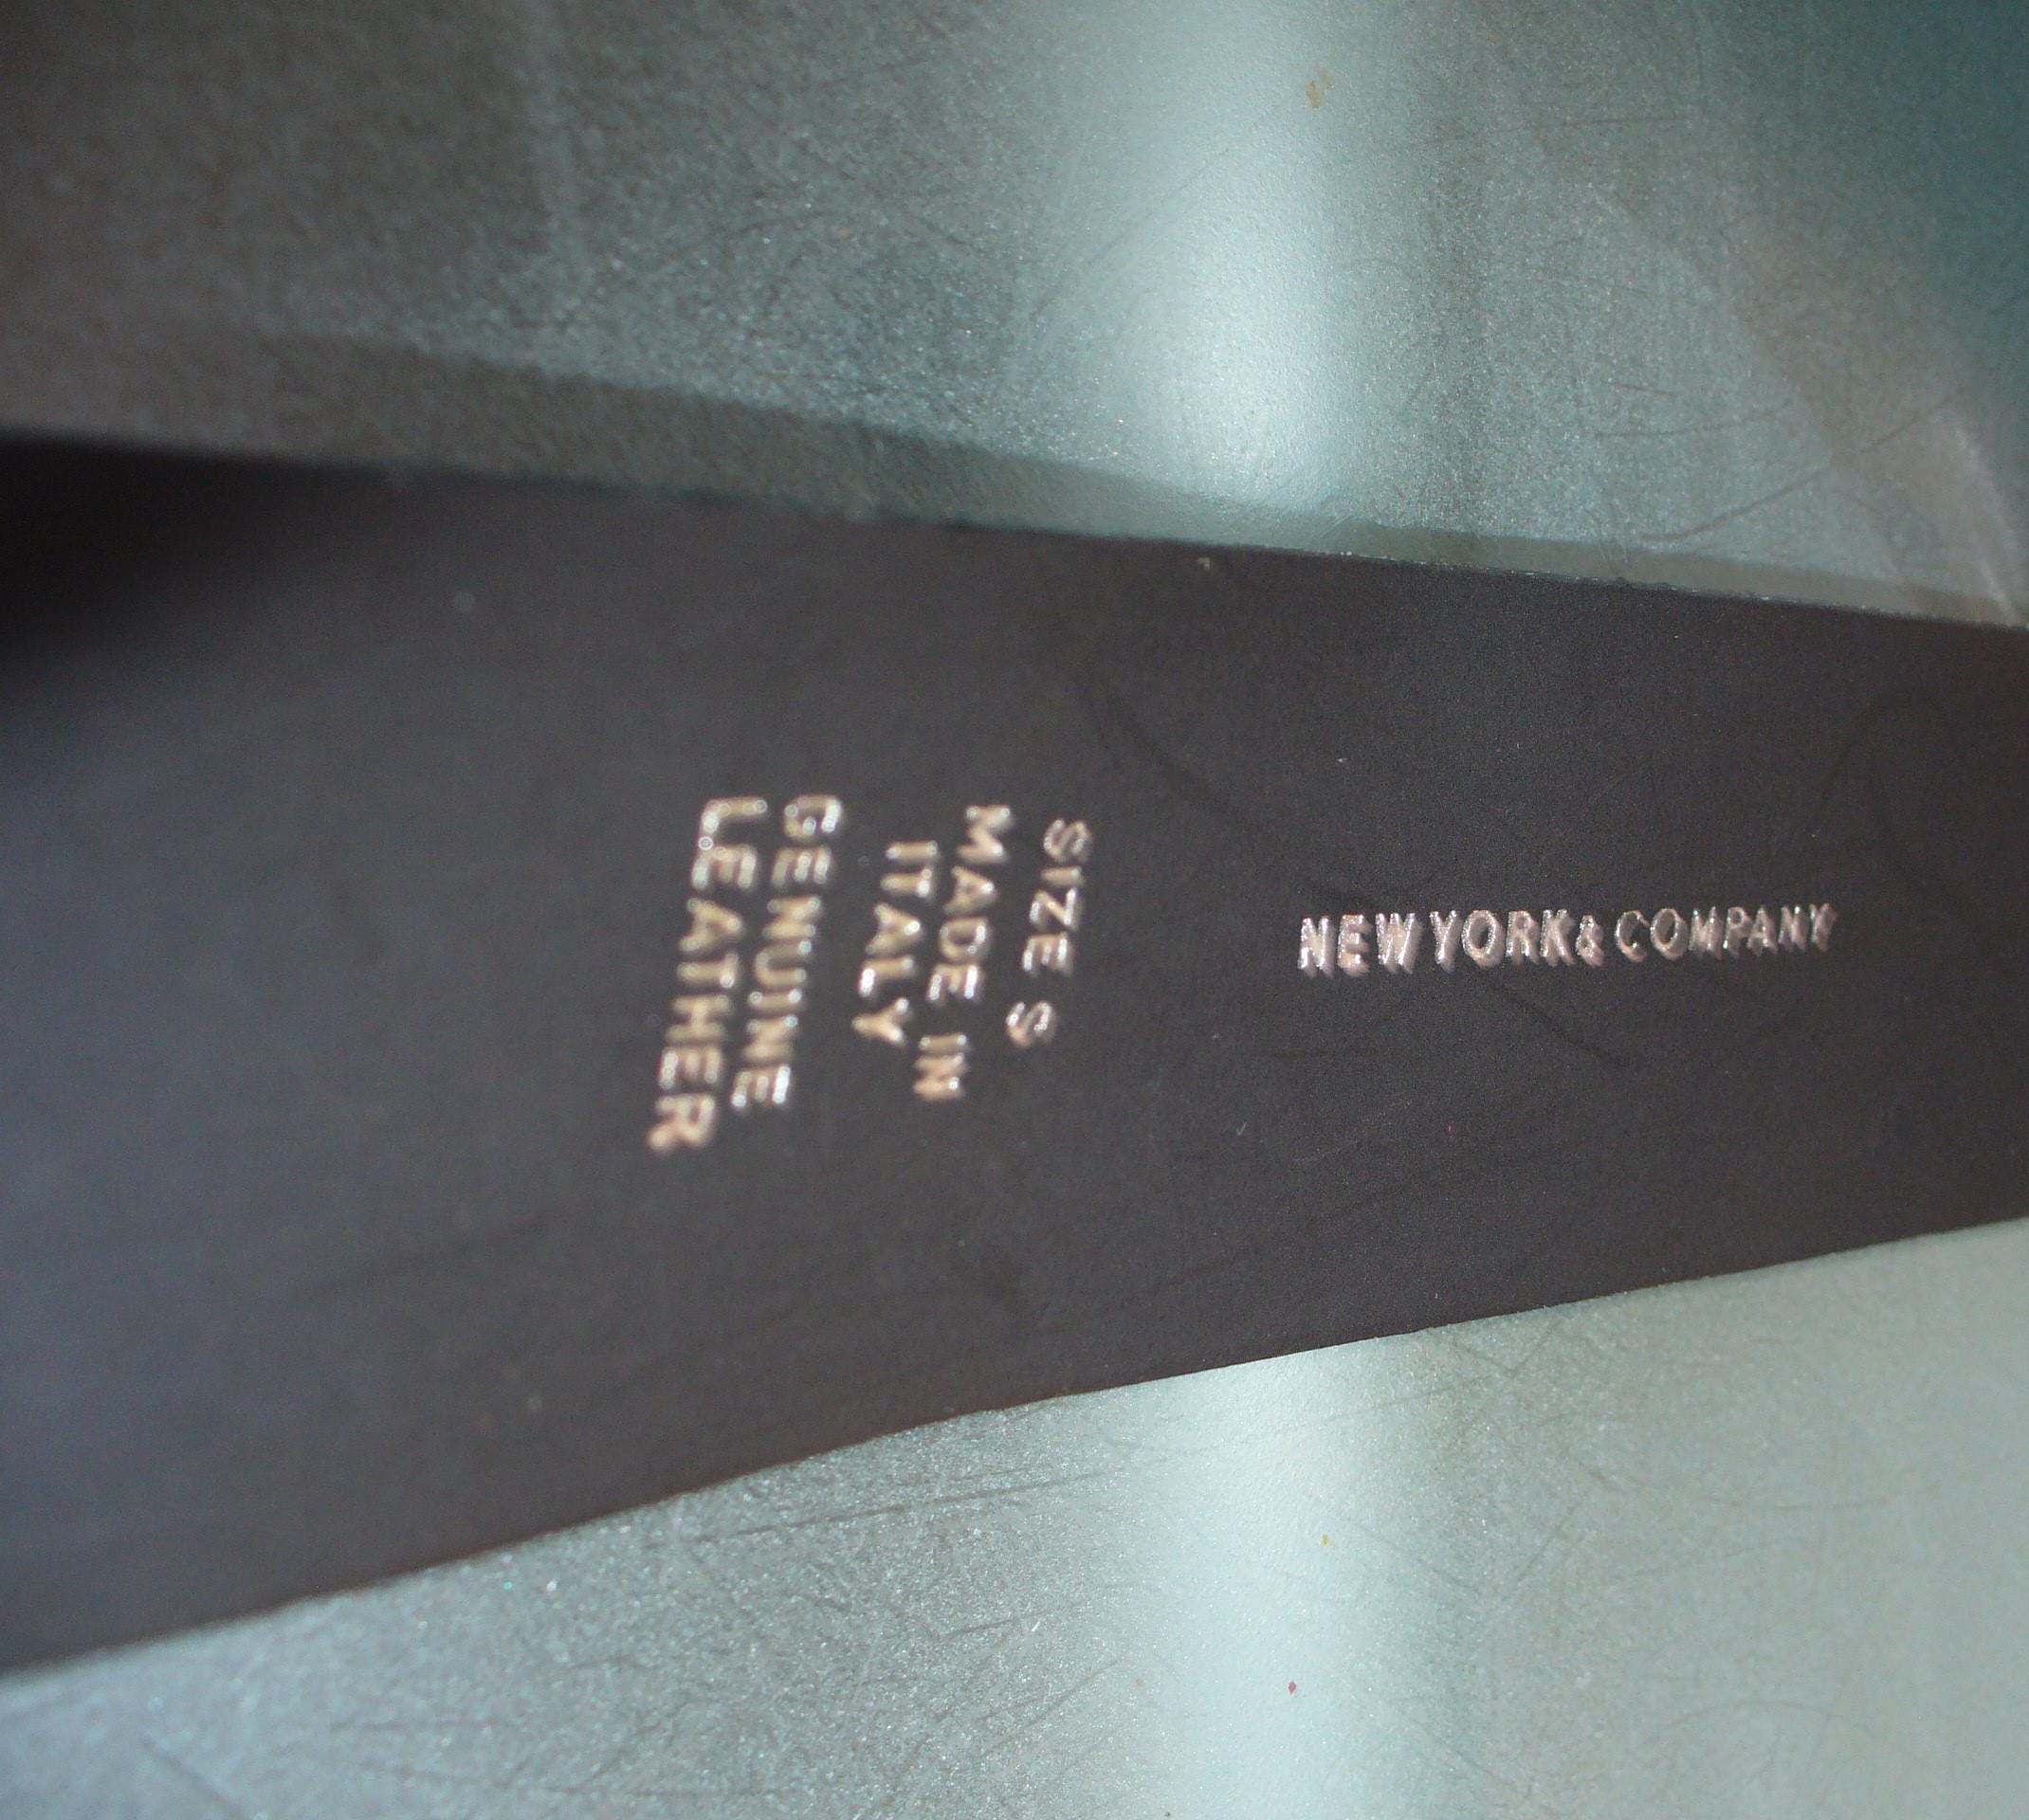 NEW YORK & COMPANY
SIZE S
MADE IN
ITALY
GENUINE
LEATHER